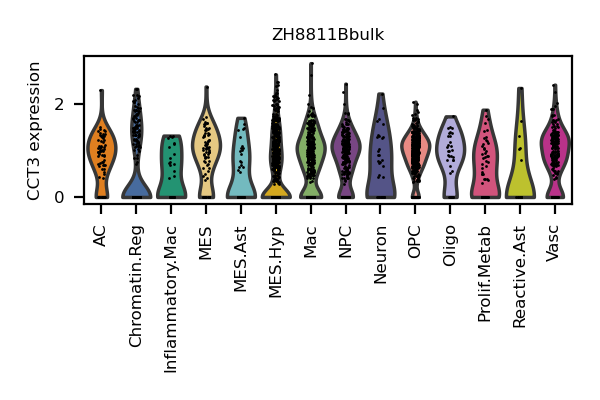 ZH8811Bbulk
CCT3 expression
2
0
AC
Chromatin.Reg
Inflammatory.Mac
MES
MES.Ast
MES.Hyp
Mac
NPC
Neuron
OPC
Oligo
Prolif.Metab
Reactive.Ast
Vasc